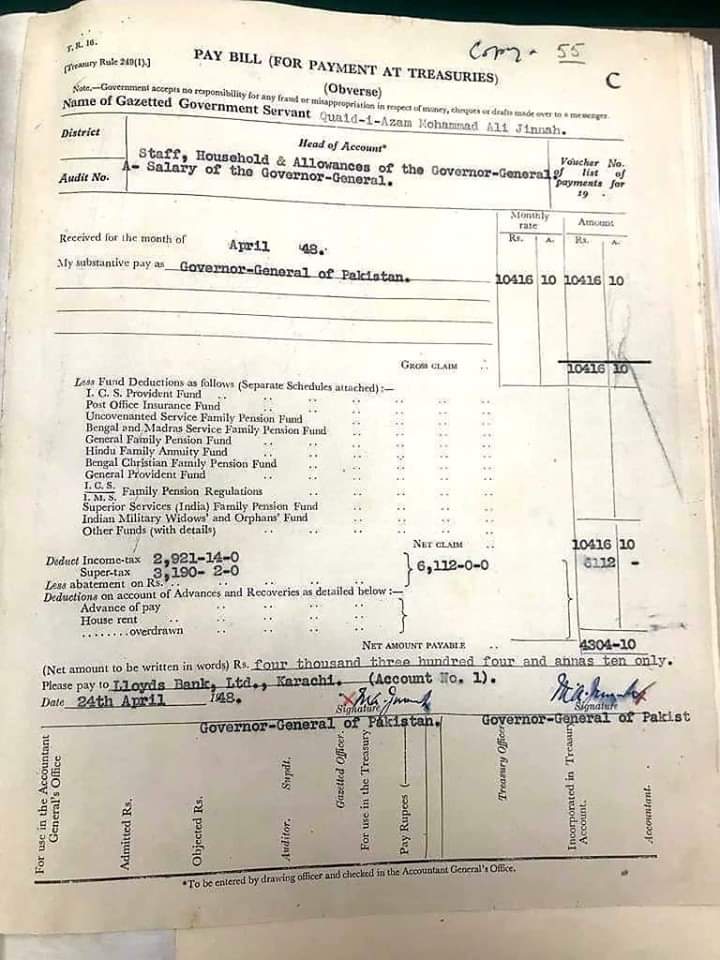 T.R. 16.
Copy - 55
[Treasury Rule 249(1).]
PAY BILL (FOR PAYMENT AT TREASURIES)
C
(Obverse)
Note.—Government accepts no responsibility for any fraud or misappropriation in respect of money, cheques or drafts made over to a messenger.
Name of Gazetted Government Servant Quaid-i-Azam Mohammad Ali Jinnah.
District
Head of Account*
Staff, Household & Allowances of the Governor-General
A- Salary of the Governor-General.
Voucher No.
of list of
payments for
19 .
Audit No.
Monthly rate
Amount
Rs. A. Rs. A.
Received for the month of April '48.
My substantive pay as Governor-General of Pakistan. 10416 10 10416 10
GROSS CLAIM .. 10416 10
Less Fund Deductions as follows (Separate Schedules attached):—
I. C. S. Provident Fund
Post Office Insurance Fund
Uncovenanted Service Family Pension Fund
Bengal and Madras Service Family Pension Fund
General Family Pension Fund
Hindu Family Annuity Fund
Bengal Christian Family Pension Fund
General Provident Fund
I. C. S.
I. M. S. Family Pension Regulations
Superior Services (India) Family Pension Fund
Indian Military Widows' and Orphans' Fund
Other Funds (with details)
NET CLAIM .. 10416 10
Deduct Income-tax 2,921-14-0
Super-tax 3,190- 2-0 6,112-0-0 6112 -
Less abatement on Rs.
Deductions on account of Advances and Recoveries as detailed below :—
Advance of pay
House rent
........overdrawn
NET AMOUNT PAYABLE .. 4304-10
(Net amount to be written in words) Rs. four thousand three hundred four and annas ten only.
Please pay to Lloyds Bank, Ltd., Karachi. (Account No. 1).
Date 24th April '48.
X M.A. Jinnah M.A. Jinnah X
Signature Signature
Governor-General of Pakistan. Governor-General of Pakist
For use in the Accountant General's Office
Admitted Rs.
Objected Rs.
Auditor. Supdt.
Gazetted Officer.
For use in the Treasury
Pay Rupees (—
Treasury Officer
Incorporated in Treasury Account.
Accountant.
*To be entered by drawing officer and checked in the Accountant General's Office.